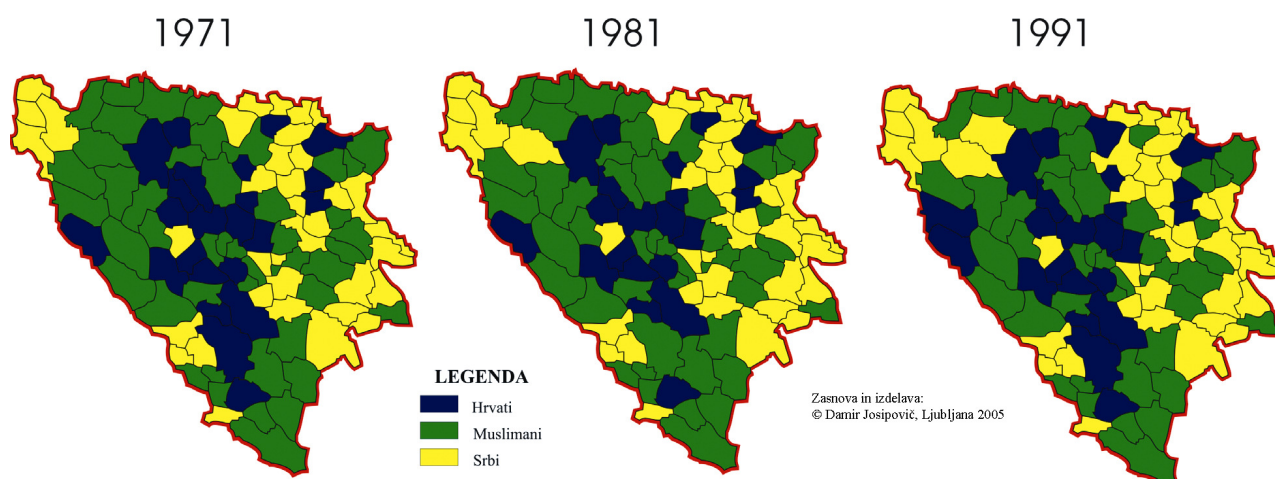 1971
1981
1991
LEGENDA
Hrvati
Muslimani
Srbi
Zasnova in izdelava:
© Damir Josipovič, Ljubljana 2005